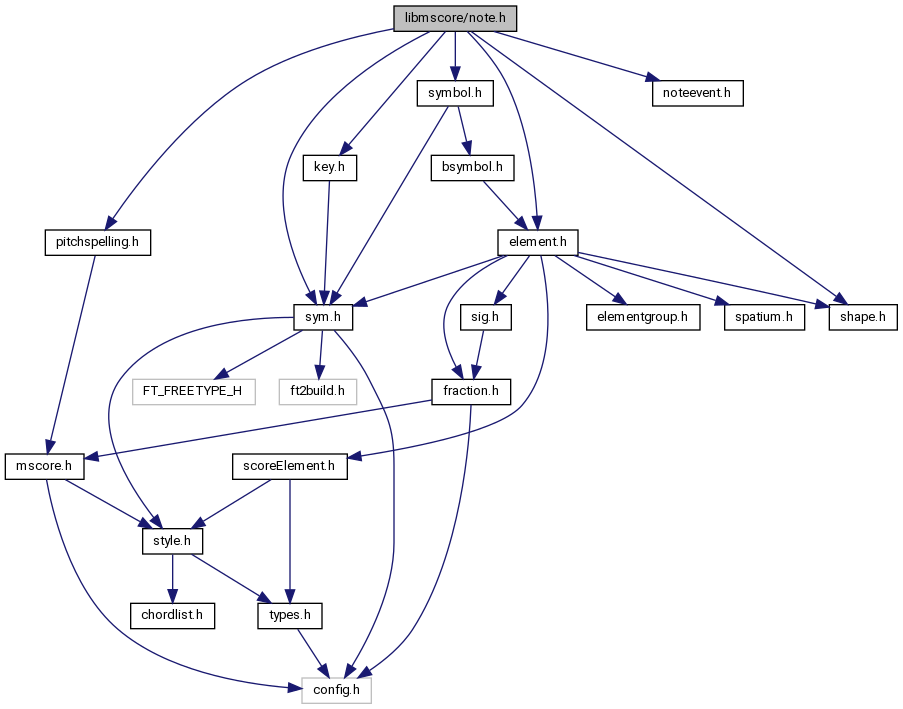 libmscore/note.h
symbol.h
noteevent.h
key.h
bsymbol.h
pitchspelling.h
element.h
sym.h
sig.h
elementgroup.h
spatium.h
shape.h
FT_FREETYPE_H
ft2build.h
fraction.h
mscore.h
scoreElement.h
style.h
chordlist.h
types.h
config.h